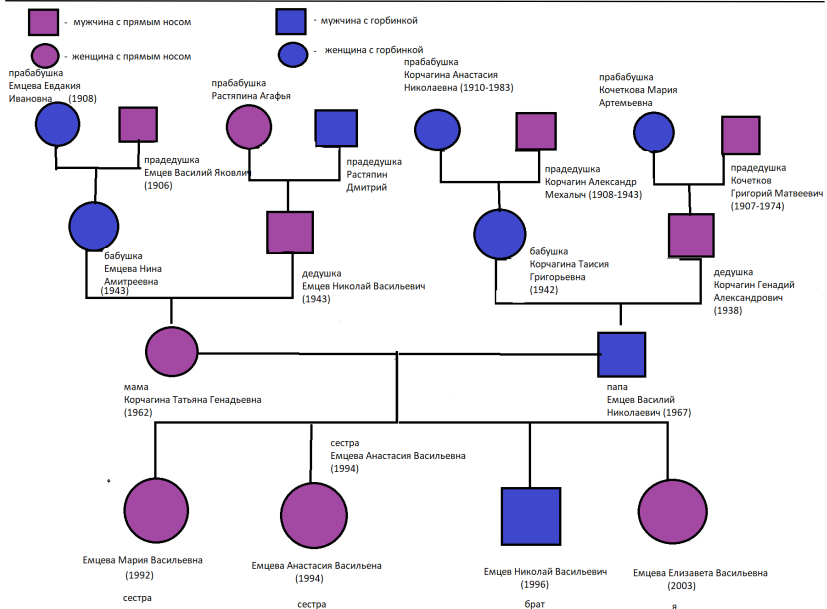 - мужчина с прямым носом
- мужчина с горбинкой
- женщина с прямым носом
- женщина с горбинкой
прабабушка
Емцева Евдакия
Ивановна (1908)
прабабушка
Растяпина Агафья
прабабушка
Корчагина Анастасия
Николаевна (1910-1983)
прабабушка
Кочеткова Мария
Артемьевна
прадедушка
Емцев Василий Яковлич
(1906)
прадедушка
Растяпин
Дмитрий
прадедушка
Корчагин Александр
Мехалыч (1908-1943)
прадедушка
Кочетков
Григорий Матвеевич
(1907-1974)
бабушка
Емцева Нина
Амитреевна
(1943)
дедушка
Емцев Николай Васильевич
(1943)
бабушка
Корчагина Таисия
Григорьевна
(1942)
дедушка
Корчагин Генадий
Александрович
(1938)
мама
Корчагина Татьяна Генадьевна
(1962)
папа
Емцев Василий
Николаевич (1967)
сестра
Емцева Анастасия Васильевна
(1994)
Емцева Мария Васильевна
(1992)
сестра
Емцева Анастасия Васильена
(1994)
сестра
Емцев Николай Васильевич
(1996)
брат
Емцева Елизавета Васильевна
(2003)
я